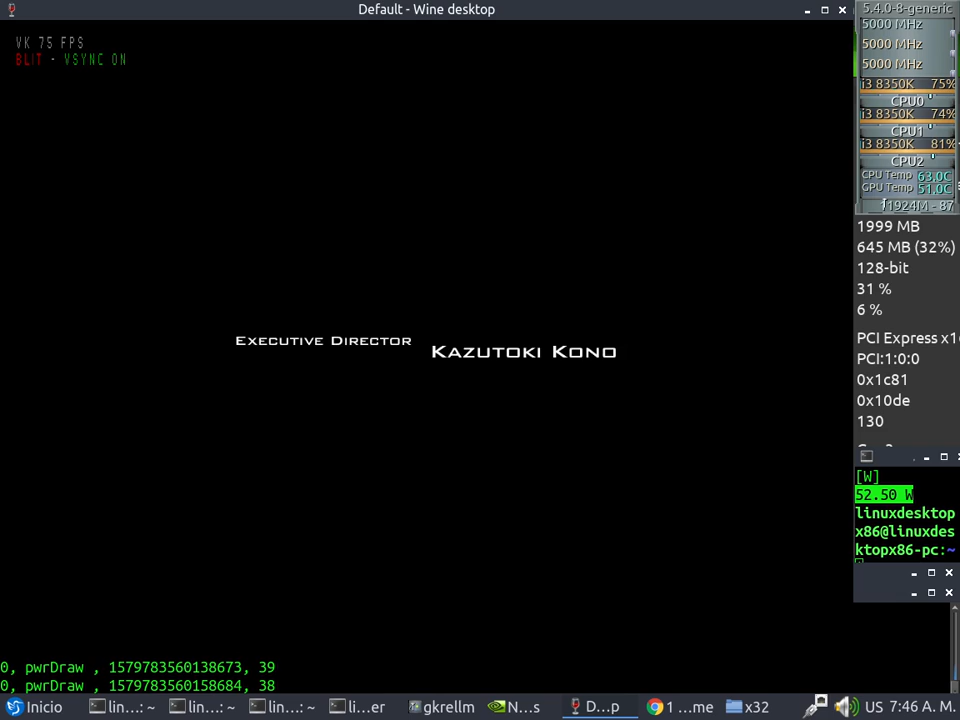 Default - Wine desktop
5.4.0-8-generic
VK 75 FPS
BLIT - VSYNC ON
5000 MHz
5000 MHz
5000 MHz
i3 8350K 75%
CPU0
i3 8350K 74%
CPU1
i3 8350K 81%
CPU2
CPU Temp 63.0C
GPU Temp 51.0C
11924M - 87
1999 MB
645 MB (32%)
128-bit
31 %
6 %
PCI Express x1
PCI:1:0:0
0x1c81
0x10de
130
Executive Director
Kazutoki Kono
[W]
52.50 W
linuxdesktop
x86@linuxdes
ktopx86-pc:~
0, pwrDraw , 1579783560138673, 39
0, pwrDraw , 1579783560158684, 38
Inicio
lin...: ~
lin...: ~
lin...: ~
li...er
gkrellm
N...s
D...p
1 ...me
x32
US 7:46 A. M.